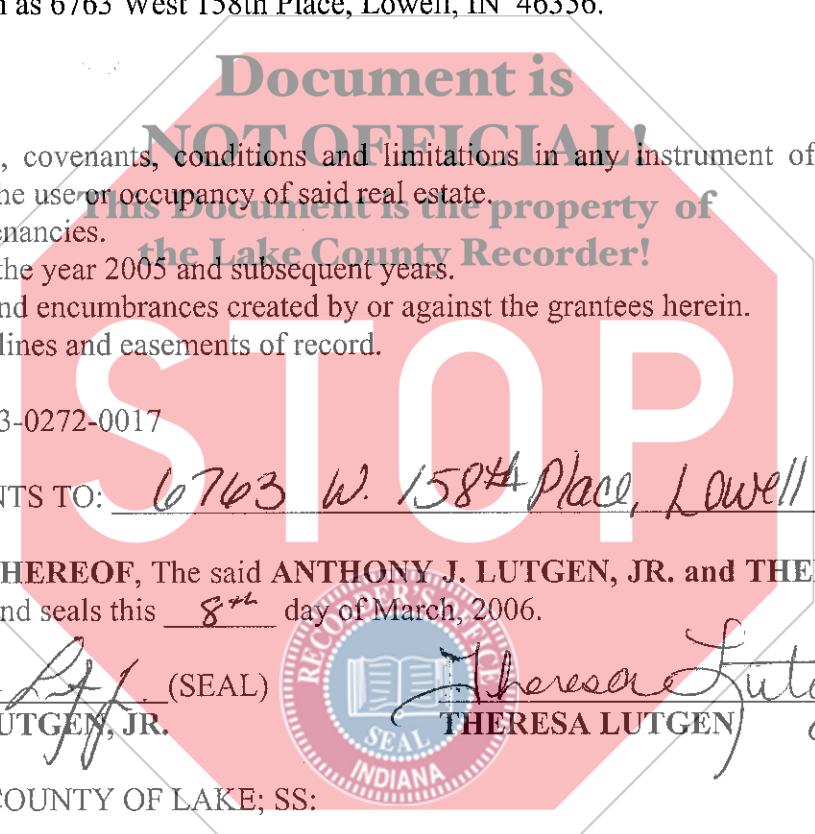 n as 6763 West 158th Place, Lowell, IN 46356.
Document is
NOT OFFICIAL!
, covenants, conditions and limitations in any instrument of
he use or occupancy of said real estate.
This Document is the property of
enancies.
the Lake County Recorder!
the year 2005 and subsequent years.
nd encumbrances created by or against the grantees herein.
lines and easements of record.
STOP
3-0272-0017
NTS TO: 6763 W. 158th Place, Lowell
HEREOF, The said ANTHONY J. LUTGEN, JR. and THE
nd seals this 8th day of March, 2006.
RECORDER'S OFFICE
(SEAL)
Theresa Lutg
UTGEN, JR.
THERESA LUTGEN
SEAL
INDIANA
COUNTY OF LAKE; SS: